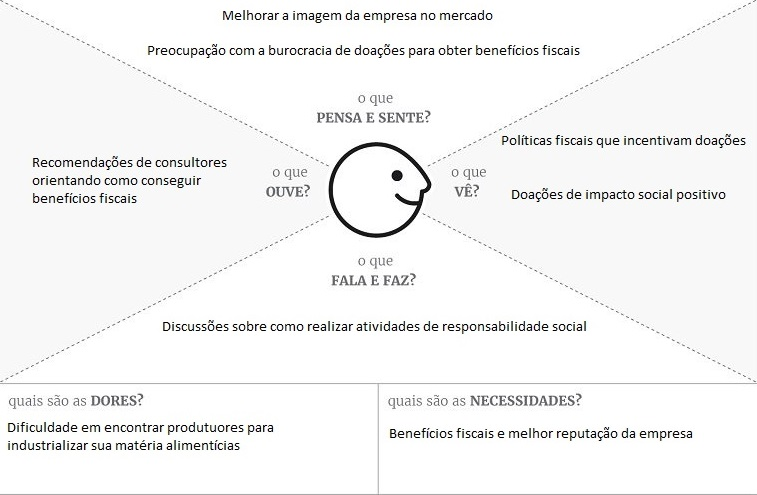 Melhorar a imagem da empresa no mercado
Preocupação com a burocracia de doações para obter benefícios fiscais
o que
PENSA E SENTE?
Recomendações de consultores
orientando como conseguir
benefícios fiscais
o que
OUVE?
o que
VÊ?
Políticas fiscais que incentivam doações
Doações de impacto social positivo
o que
FALA E FAZ?
Discussões sobre como realizar atividades de responsabilidade social
quais são as DORES?
Dificuldade em encontrar produtuores para
industrializar sua matéria alimentícias
quais são as NECESSIDADES?
Benefícios fiscais e melhor reputação da empresa